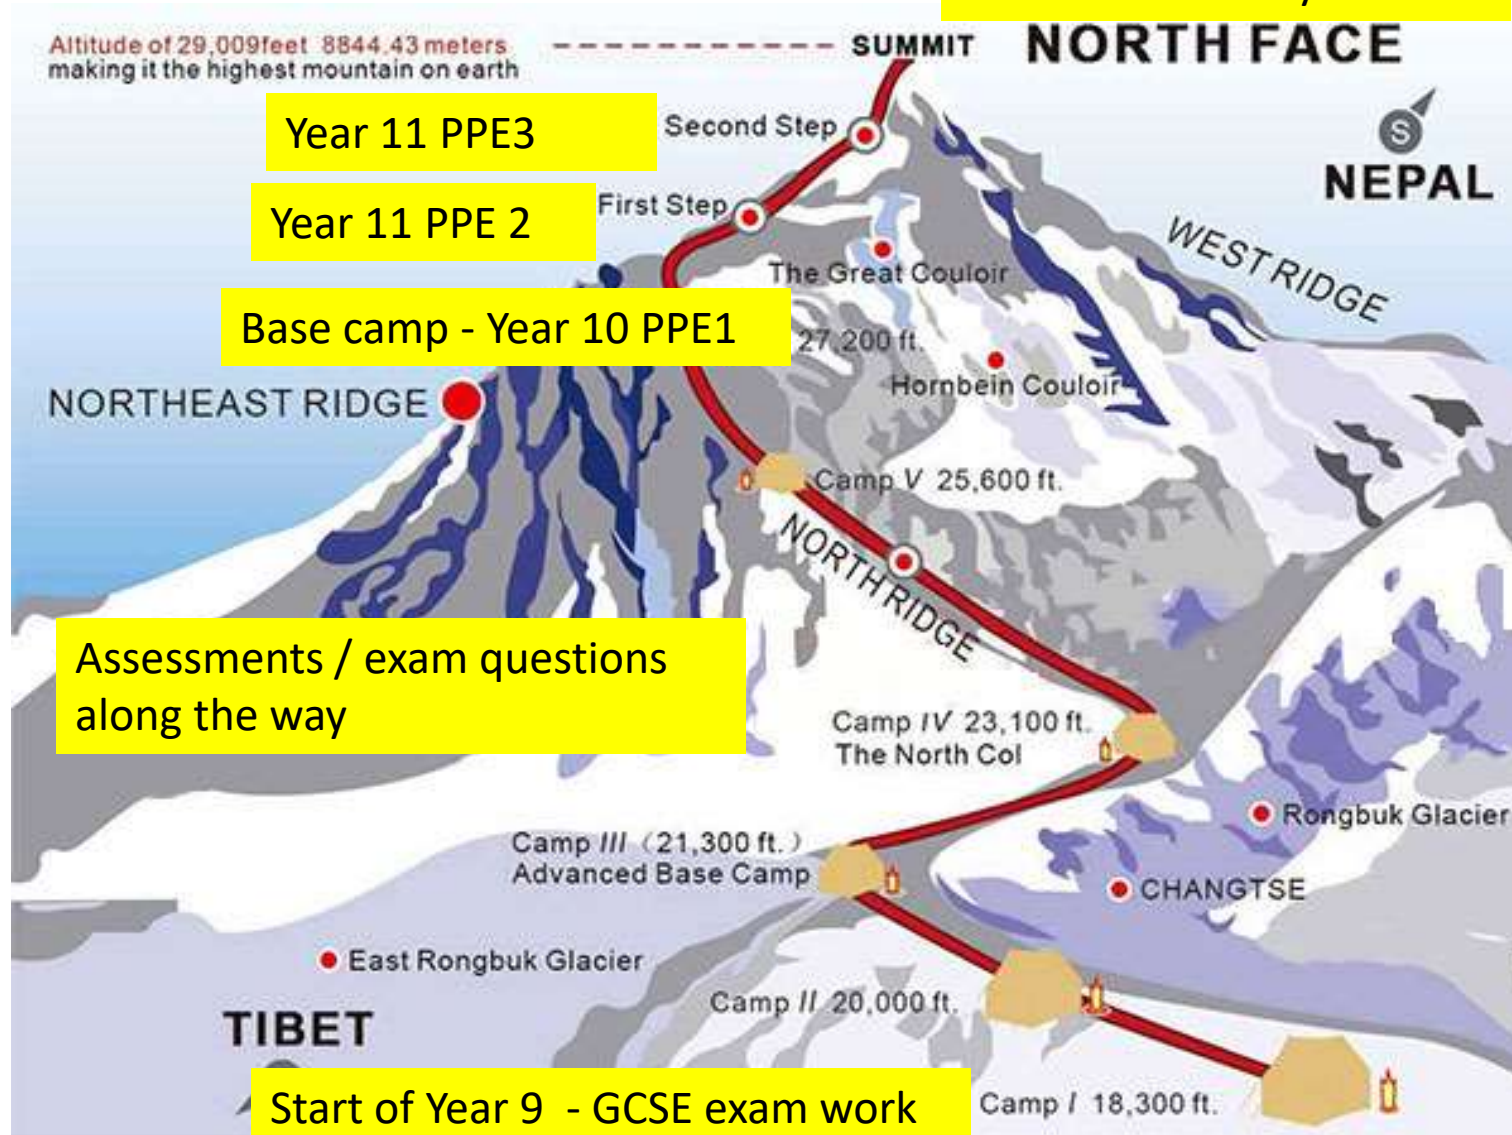 Altitude of 29,009feet 8844.43 meters
making it the highest mountain on earth
SUMMIT
NORTH FACE
S
NEPAL
Year 11 PPE3
Second Step
Year 11 PPE 2
First Step
The Great Couloir
WEST RIDGE
Base camp - Year 10 PPE1
27,200 ft.
Hornbein Couloir
NORTHEAST RIDGE
Camp V 25,600 ft.
NORTH RIDGE
Assessments / exam questions
along the way
Camp IV 23,100 ft.
The North Col
Rongbuk Glacier
Camp III (21,300 ft.)
Advanced Base Camp
CHANGTSE
East Rongbuk Glacier
Camp II 20,000 ft.
TIBET
Start of Year 9 - GCSE exam work
Camp I 18,300 ft.